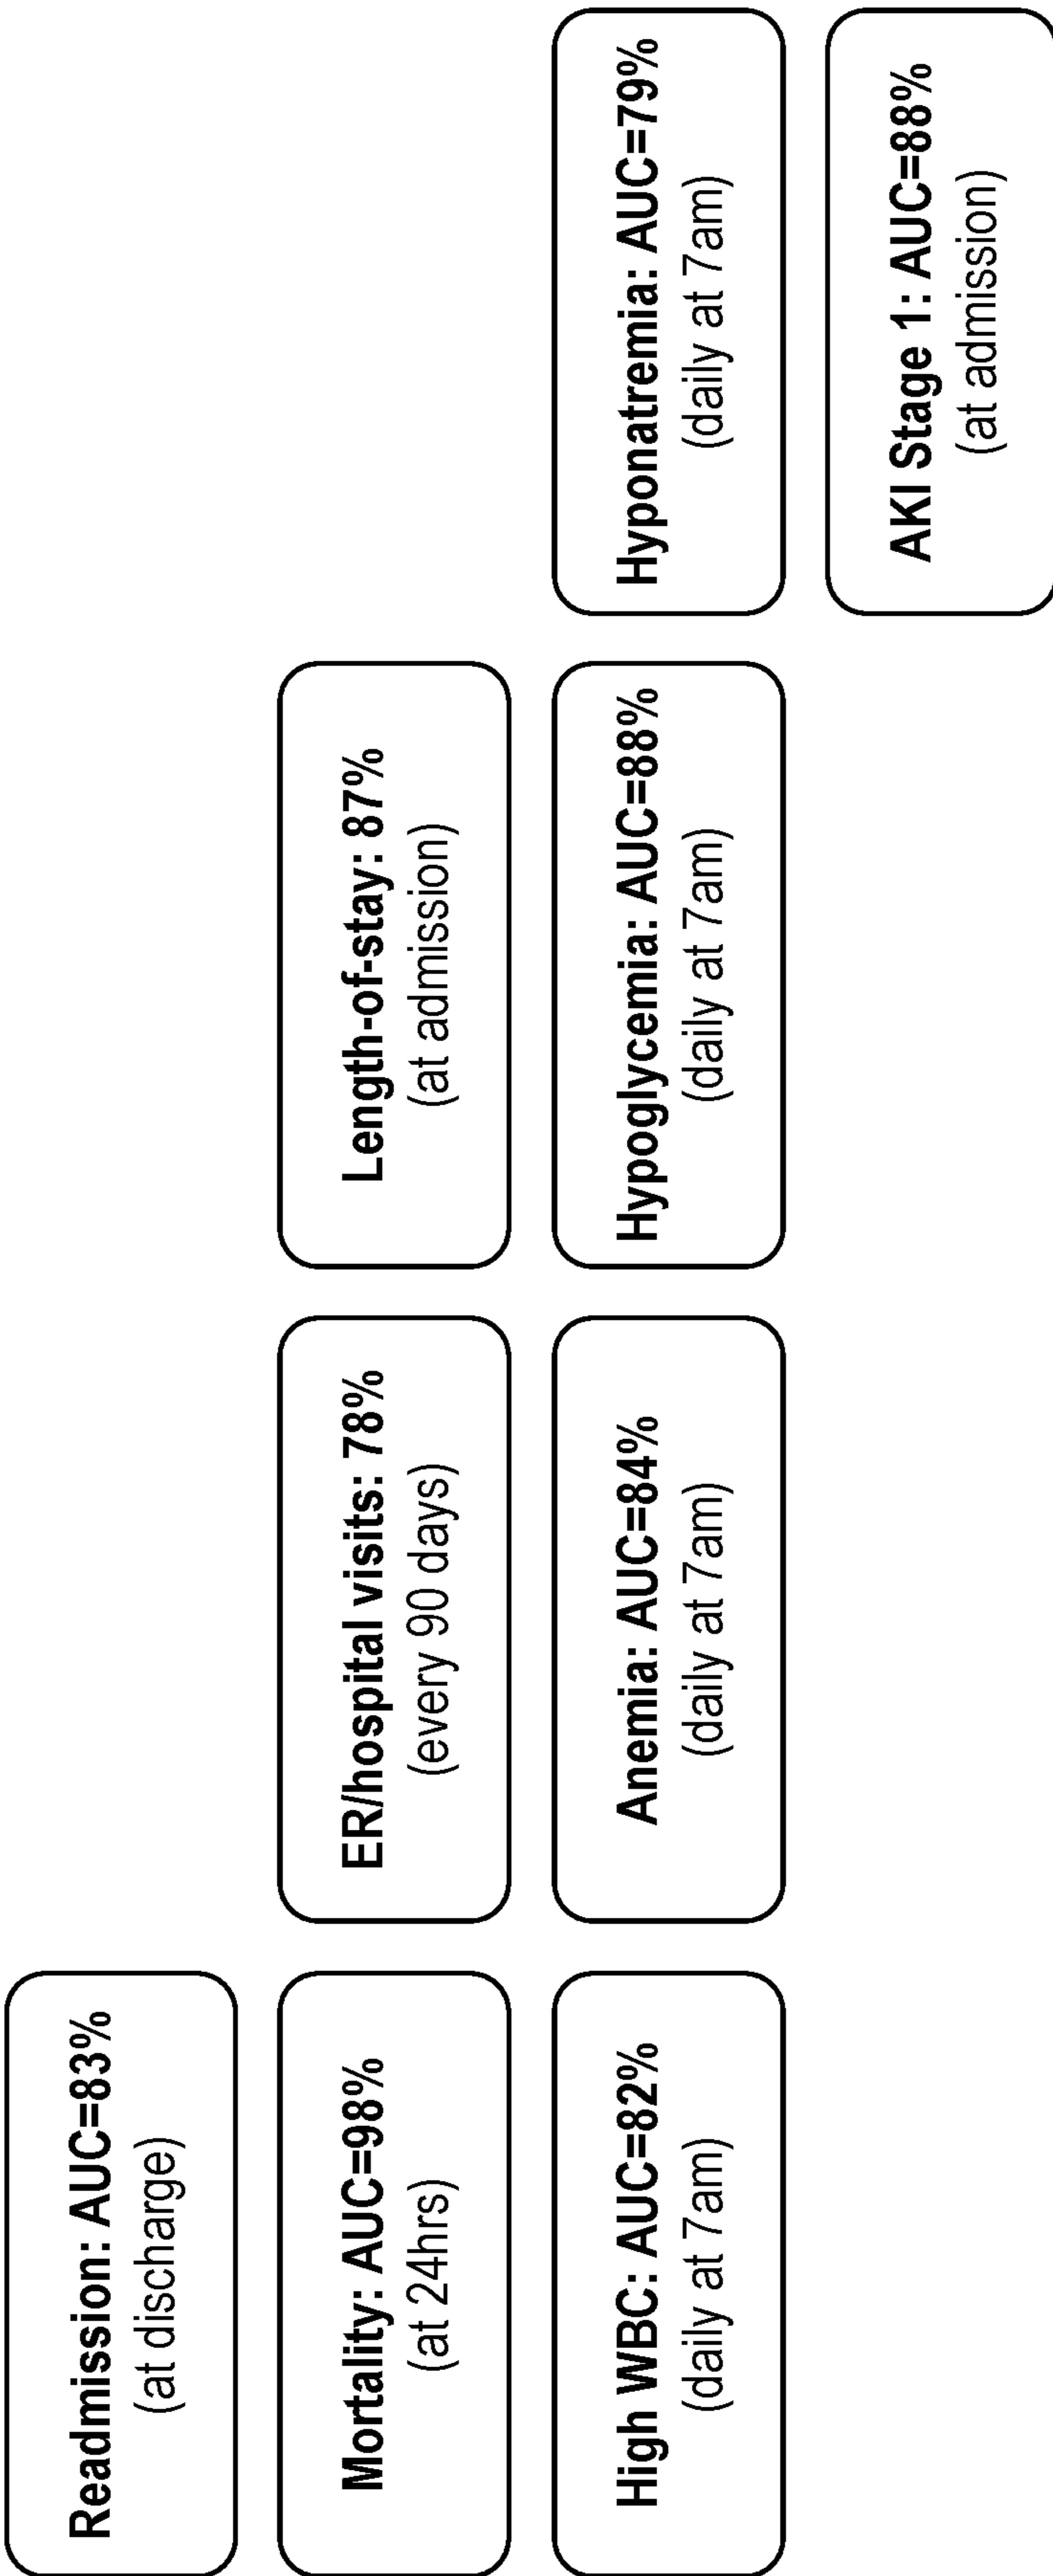 Readmission: AUC=83%
(at discharge)
Mortality: AUC=98%
(at 24hrs)
ER/hospital visits: 78%
(every 90 days)
Length-of-stay: 87%
(at admission)
High WBC: AUC=82%
(daily at 7am)
Anemia: AUC=84%
(daily at 7am)
Hypoglycemia: AUC=88%
(daily at 7am)
Hyponatremia: AUC=79%
(daily at 7am)
AKI Stage 1: AUC=88%
(at admission)